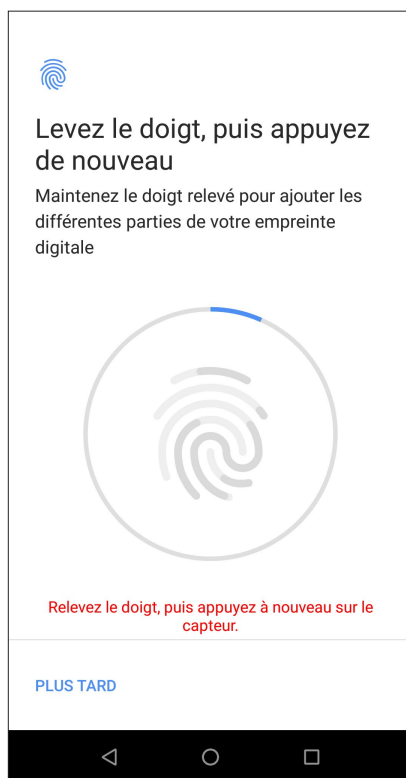 Levez le doigt, puis appuyez
de nouveau
Maintenez le doigt relevé pour ajouter les
différentes parties de votre empreinte
digitale
Relevez le doigt, puis appuyez à nouveau sur le
capteur.
PLUS TARD